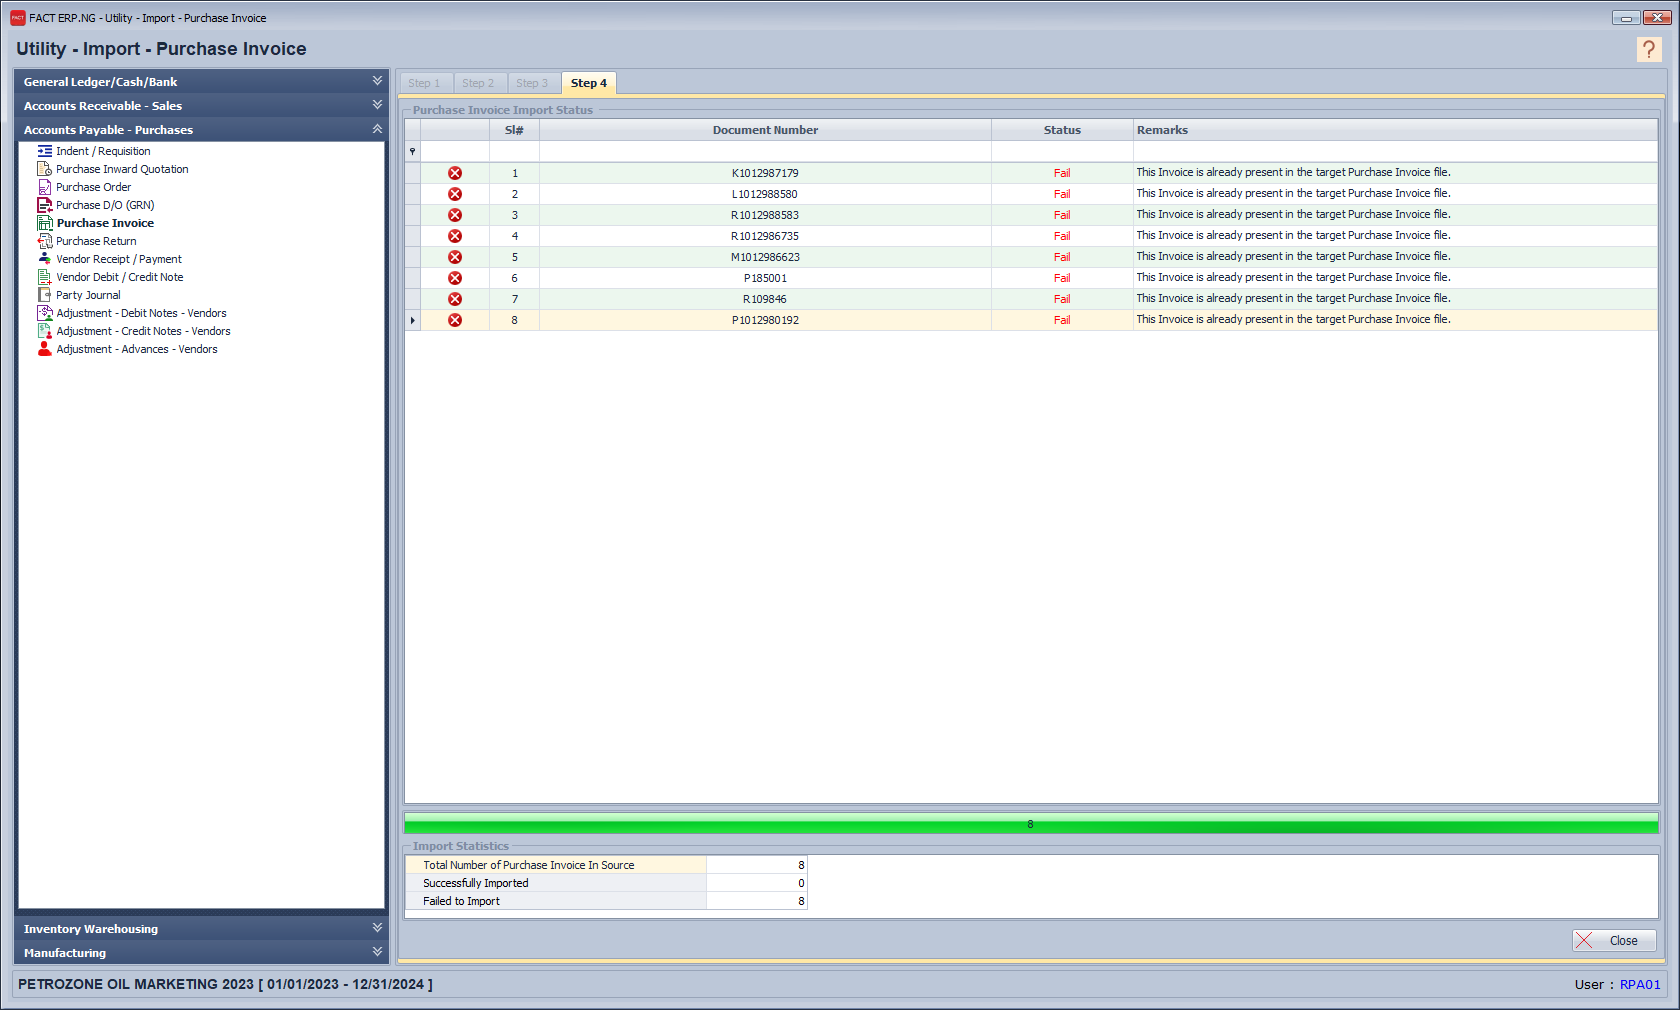 FACT ERP.NG - Utility - Import - Purchase Invoice
Utility - Import - Purchase Invoice
?
General Ledger/Cash/Bank
Accounts Receivable - Sales
Accounts Payable - Purchases
Indent / Requisition
Purchase Inward Quotation
Purchase Order
Purchase D/O (GRN)
Purchase Invoice
Purchase Return
Vendor Receipt / Payment
Vendor Debit / Credit Note
Party Journal
Adjustment - Debit Notes - Vendors
Adjustment - Credit Notes - Vendors
Adjustment - Advances - Vendors
Inventory Warehousing
Manufacturing
Step 1 Step 2 Step 3 Step 4
Purchase Invoice Import Status
Sl# Document Number Status Remarks
1 K1012987179 Fail This Invoice is already present in the target Purchase Invoice file.
2 L1012988580 Fail This Invoice is already present in the target Purchase Invoice file.
3 R1012988583 Fail This Invoice is already present in the target Purchase Invoice file.
4 R1012986735 Fail This Invoice is already present in the target Purchase Invoice file.
5 M1012986623 Fail This Invoice is already present in the target Purchase Invoice file.
6 P185001 Fail This Invoice is already present in the target Purchase Invoice file.
7 R109846 Fail This Invoice is already present in the target Purchase Invoice file.
8 P1012980192 Fail This Invoice is already present in the target Purchase Invoice file.
8
Import Statistics
Total Number of Purchase Invoice In Source 8
Successfully Imported 0
Failed to Import 8
Close
PETROZONE OIL MARKETING 2023 [ 01/01/2023 - 12/31/2024 ]
User : RPA01